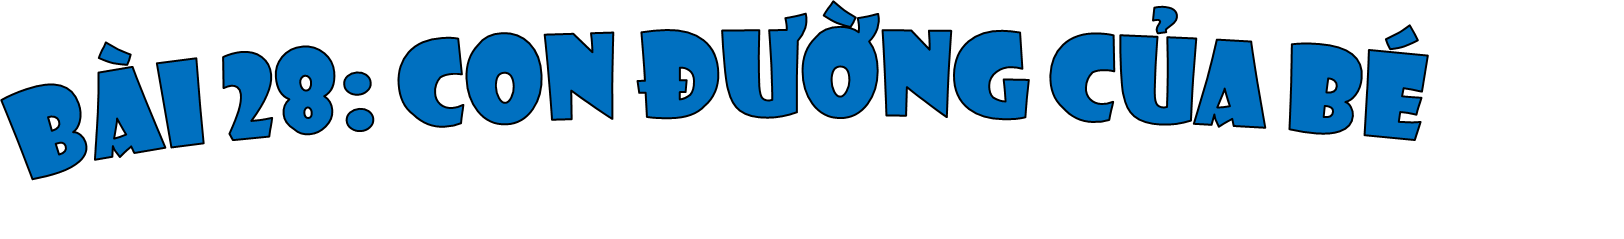 BÀI 28: CON ĐƯỜNG CỦA BÉ